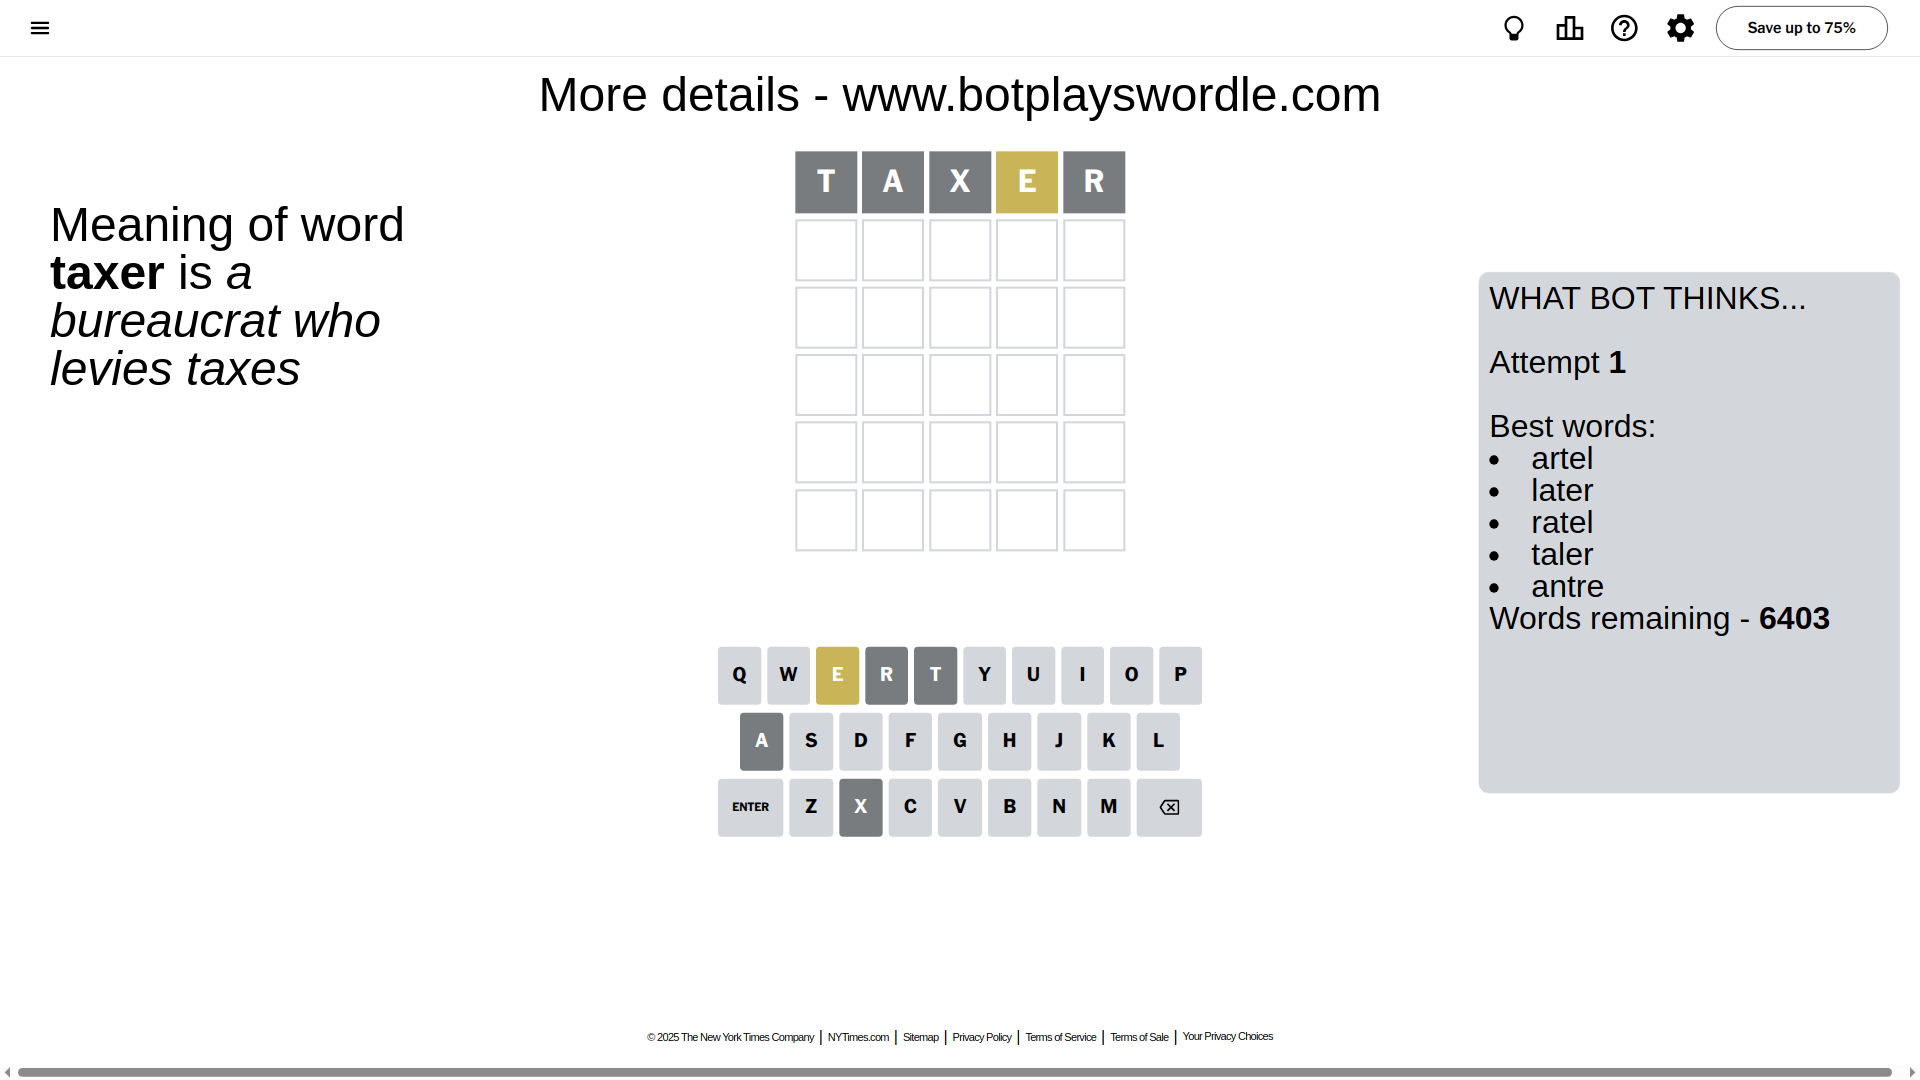 Save up to 75%
More details - www.botplayswordle.com
T A X E R
Meaning of word
taxer is a
bureaucrat who
levies taxes
WHAT BOT THINKS...
Attempt 1
Best words:
• artel
• later
• ratel
• taler
• antre
Words remaining - 6403
Q W E R T Y U I O P
A S D F G H J K L
ENTER Z X C V B N M
© 2025 The New York Times Company | NYTimes.com | Sitemap | Privacy Policy | Terms of Service | Terms of Sale | Your Privacy Choices